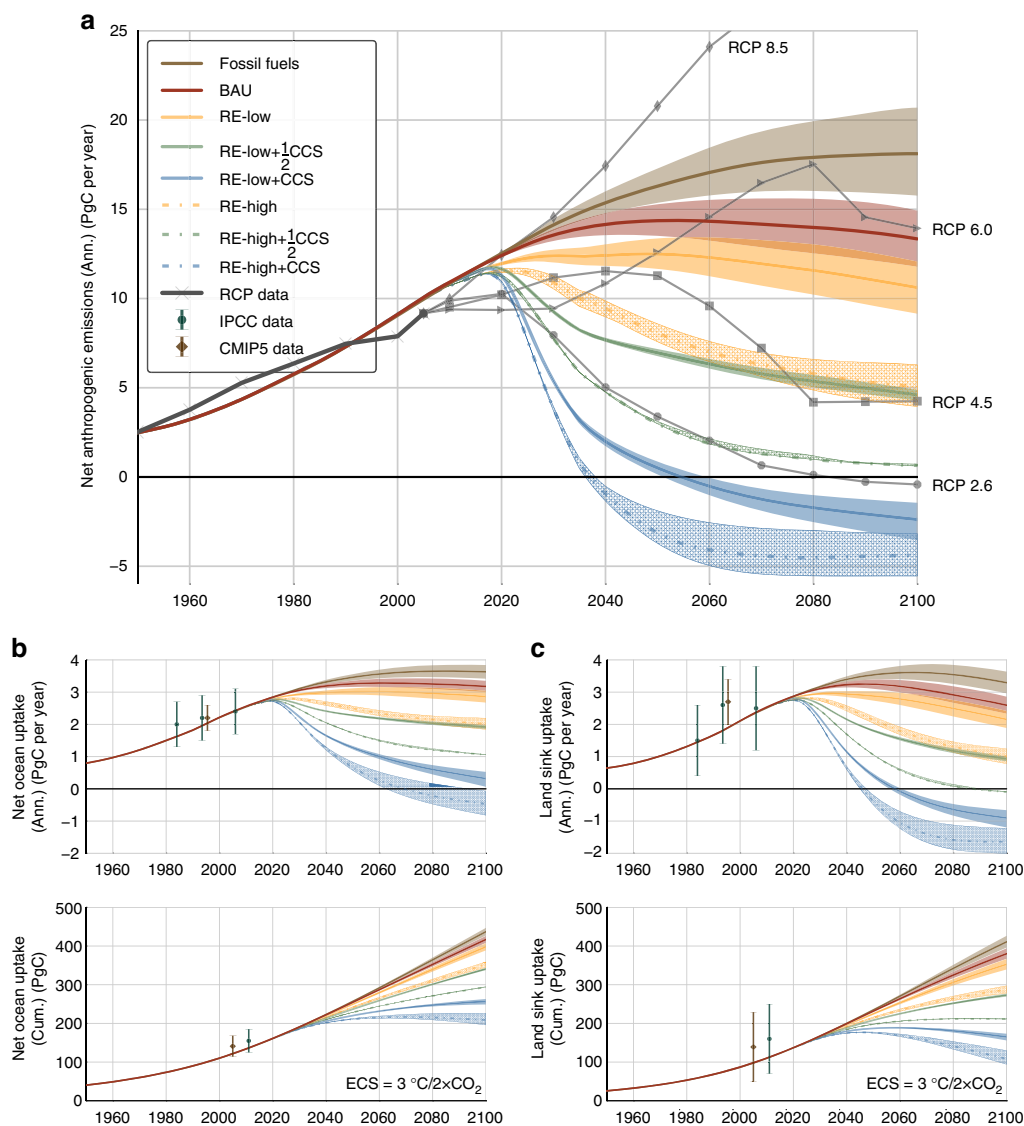 a
25
20
15
10
5
0
−5
Net anthropogenic emissions (Ann.) (PgC per year)
Fossil fuels
BAU
RE-low
RE-low+1/2CCS
RE-low+CCS
RE-high
RE-high+1/2CCS
RE-high+CCS
RCP data
IPCC data
CMIP5 data
RCP 8.5
RCP 6.0
RCP 4.5
RCP 2.6
1960 1980 2000 2020 2040 2060 2080 2100
b
4
3
2
1
0
−1
−2
Net ocean uptake
(Ann.) (PgC per year)
1960 1980 2000 2020 2040 2060 2080 2100
c
4
3
2
1
0
−1
−2
Land sink uptake
(Ann.) (PgC per year)
1960 1980 2000 2020 2040 2060 2080 2100
500
400
300
200
100
0
Net ocean uptake
(Cum.) (PgC)
ECS = 3 °C/2×CO₂
1960 1980 2000 2020 2040 2060 2080 2100
500
400
300
200
100
0
Land sink uptake
(Cum.) (PgC)
ECS = 3 °C/2×CO₂
1960 1980 2000 2020 2040 2060 2080 2100